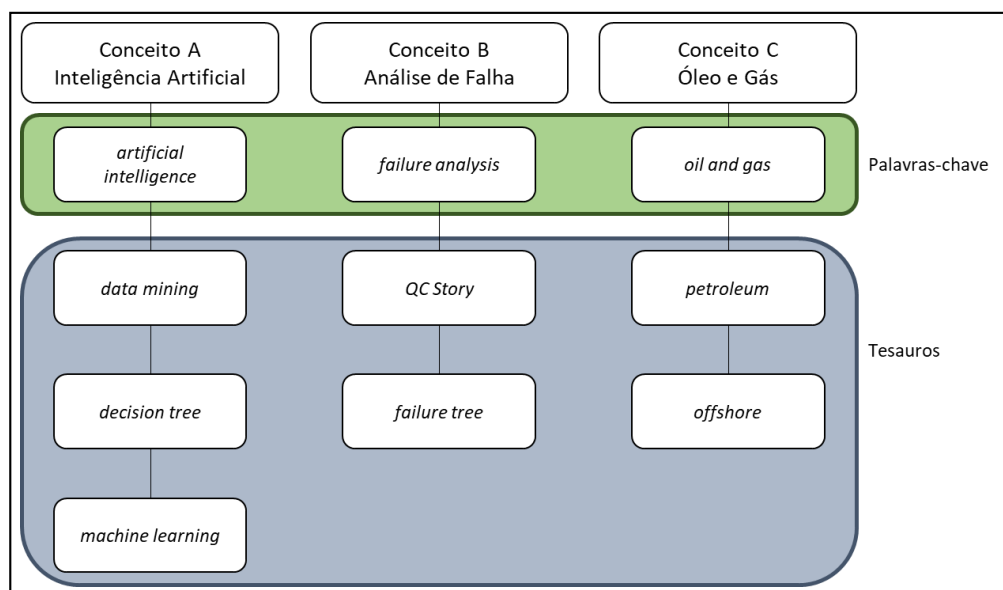 Conceito A
Inteligência Artificial
Conceito B
Análise de Falha
Conceito C
Óleo e Gás
artificial
intelligence
failure analysis
oil and gas
Palavras-chave
data mining
QC Story
petroleum
Tesauros
decision tree
failure tree
offshore
machine learning